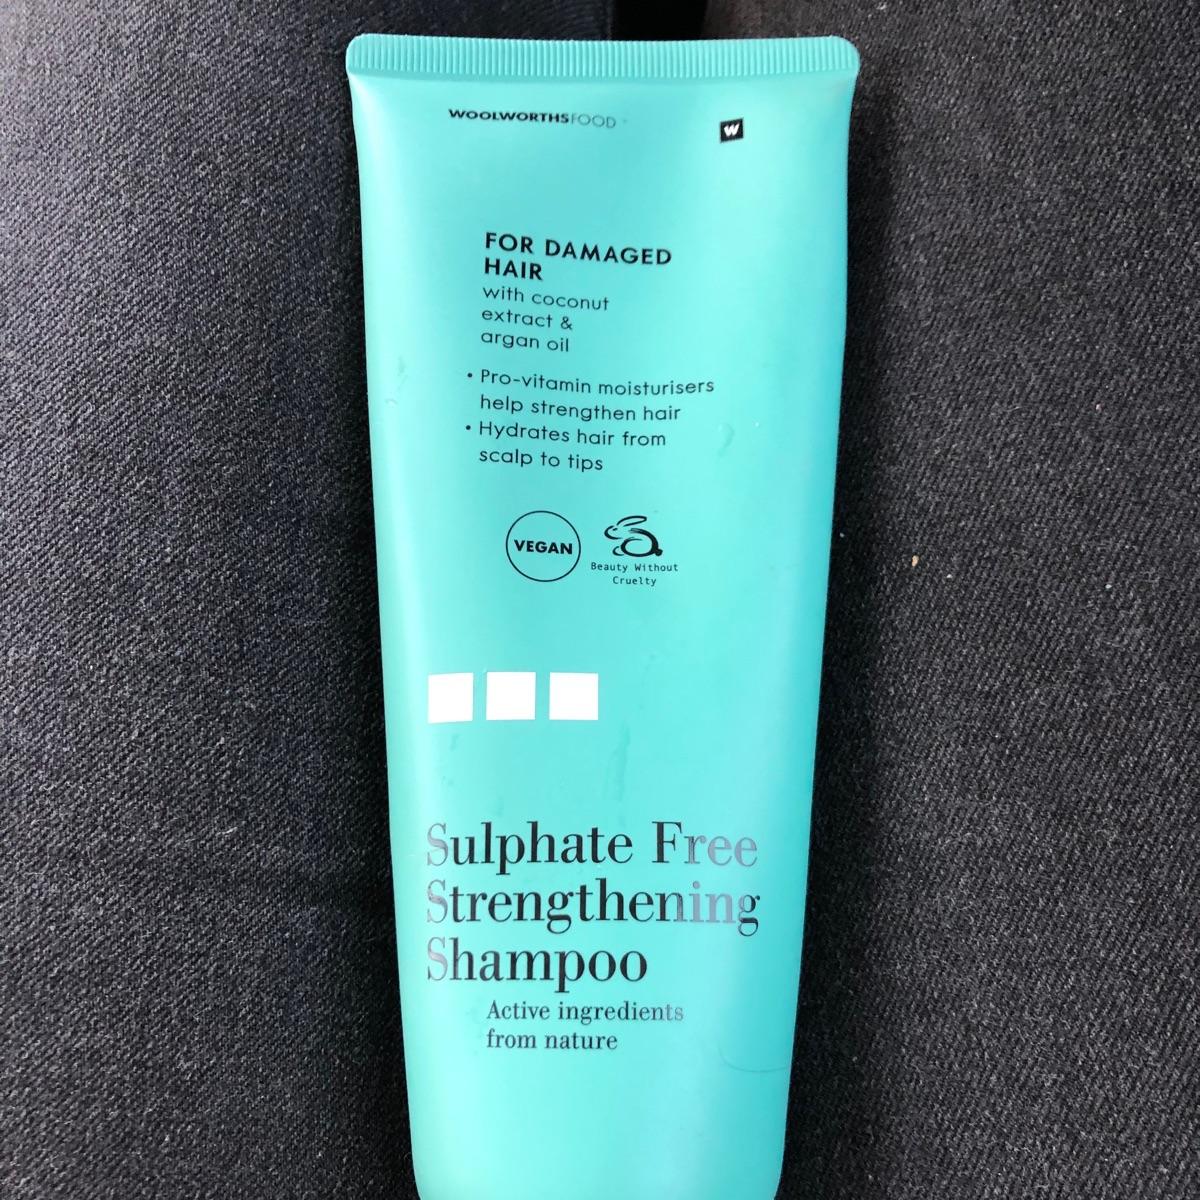 WOOLWORTHSFOOD
W
FOR DAMAGED
HAIR
with coconut
extract &
argan oil
• Pro-vitamin moisturisers
help strengthen hair
• Hydrates hair from
scalp to tips
VEGAN
Beauty Without
Cruelty
Sulphate Free
Strengthening
Shampoo
Active ingredients
from nature